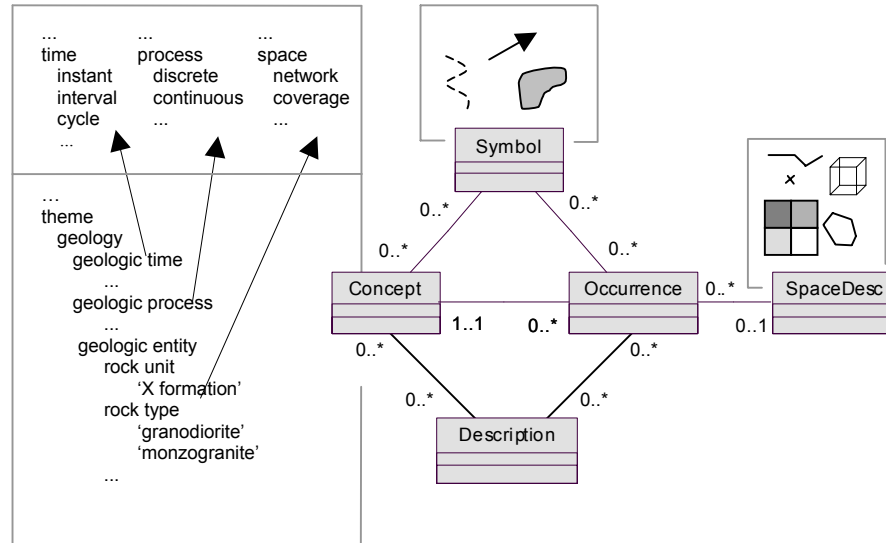 ... ... ...
time process space
instant discrete network
interval continuous coverage
cycle ... ...
...
...
theme
geology
geologic time
...
geologic process
...
geologic entity
rock unit
‘X formation’
rock type
‘granodiorite’
‘monzogranite’
...
Symbol
0..* 0..*
0..* 0..*
Concept Occurrence SpaceDesc
0..*
1..1 0..* 0..1
0..* 0..*
0..* 0..*
Description